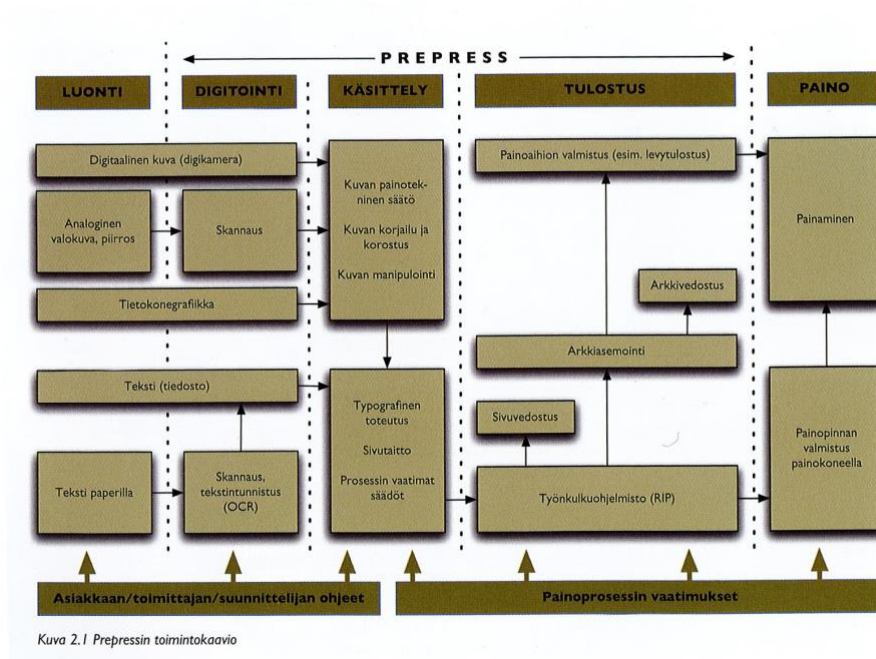 PREPRESS
LUONTI
DIGITOINTI
KÄSITTELY
TULOSTUS
PAINO
Digitaalinen kuva (digikamera)
Analoginen
valokuva, piirros
Skannaus
Tietokonegrafiikka
Kuvan painotek-
ninen säätö
Kuvan korjailu ja
korostus
Kuvan manipulointi
Painoaihion valmistus (esim. levytulostus)
Painaminen
Arkkivedostus
Arkkiasemointi
Teksti (tiedosto)
Teksti paperilla
Skannaus,
tekstintunnistus
(OCR)
Typografinen
toteutus
Sivutaitto
Prosessin vaatimat
säädöt
Sivuvedostus
Työnkulkuohjelmisto (RIP)
Painopinnan
valmistus
painokoneella
Asiakkaan/toimittajan/suunnittelijan ohjeet
Painoprosessin vaatimukset
Kuva 2.1 Prepressin toimintokaavio